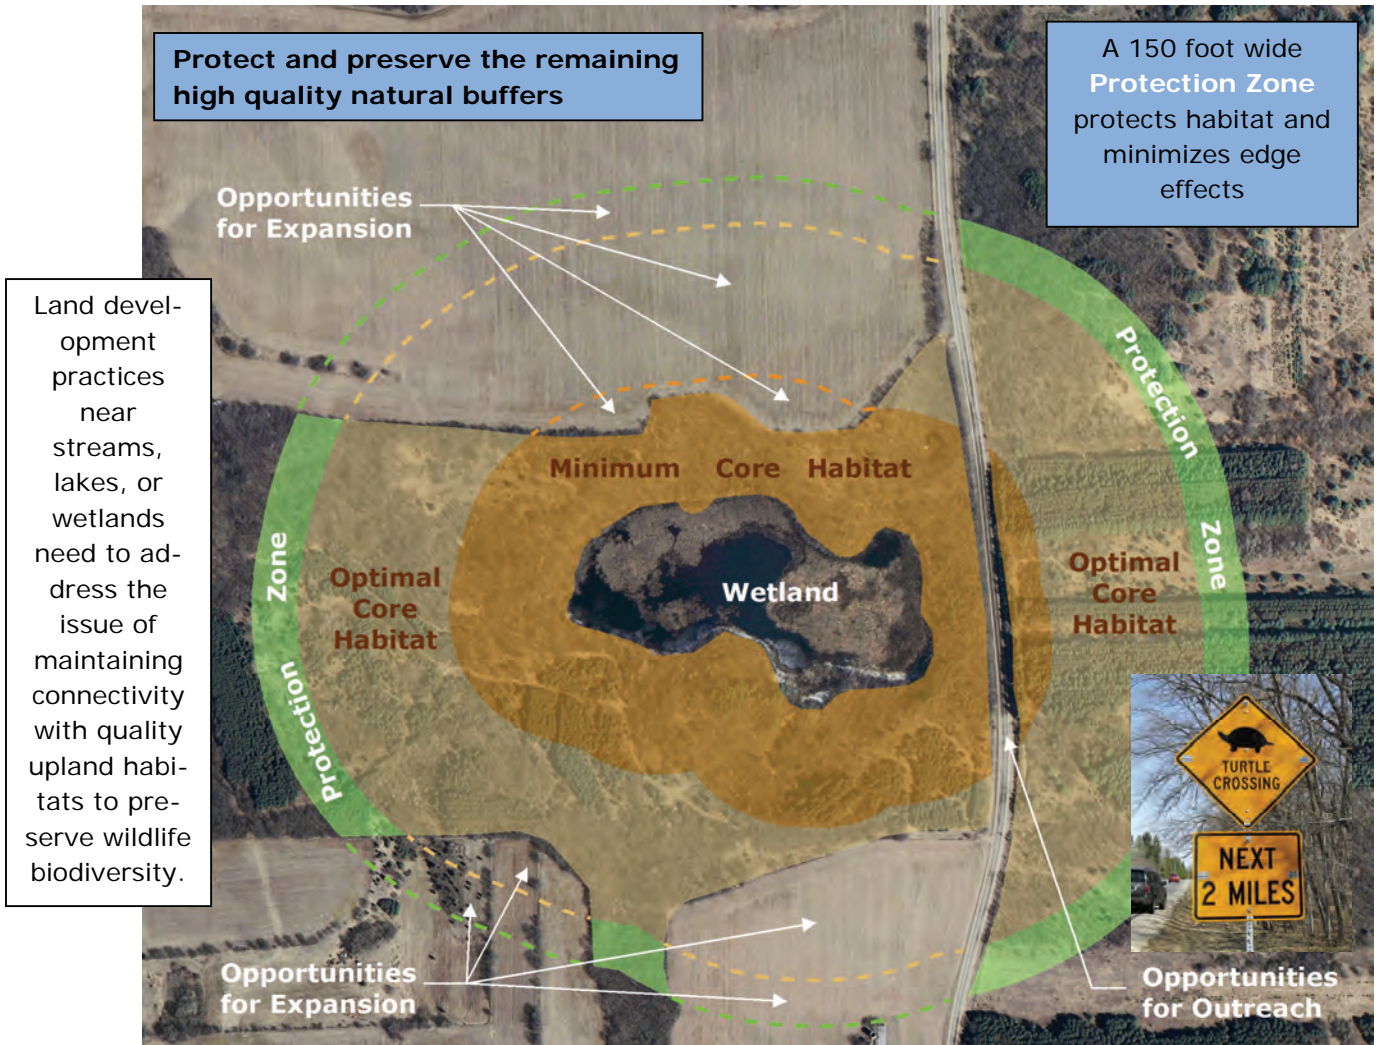 Protect and preserve the remaining
high quality natural buffers
A 150 foot wide
Protection Zone
protects habitat and
minimizes edge
effects
Opportunities
for Expansion
Land devel-
opment
practices
near
streams,
lakes, or
wetlands
need to ad-
dress the
issue of
maintaining
connectivity
with quality
upland habi-
tats to pre-
serve wildlife
biodiversity.
Protection
Zone
Minimum Core Habitat
Zone
Protection
Optimal
Core
Habitat
Wetland
Optimal
Core
Habitat
TURTLE
CROSSING
NEXT
2 MILES
Opportunities
for Expansion
Opportunities
for Outreach